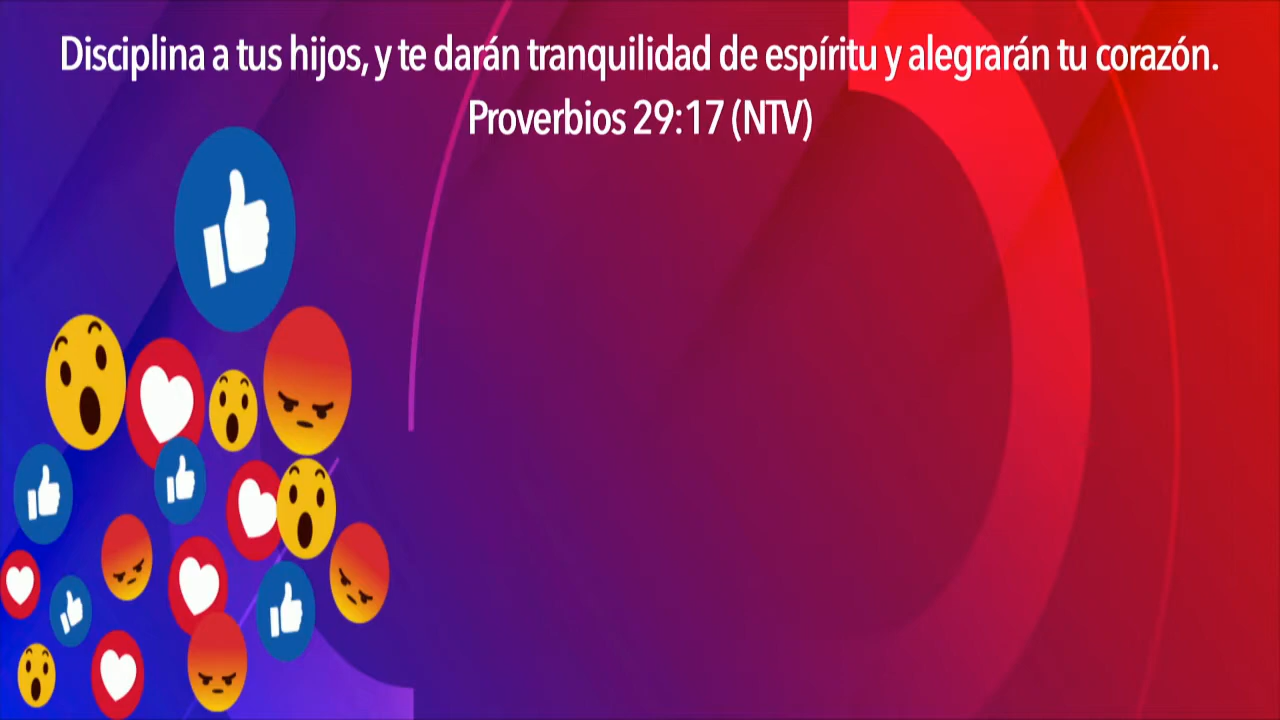 Disciplina a tus hijos, y te darán tranquilidad de espíritu y alegrarán tu corazón.
Proverbios 29:17 (NTV)